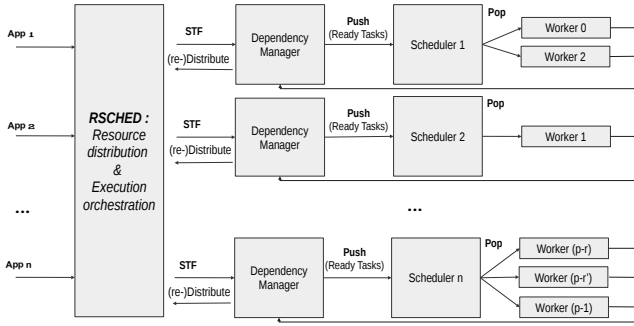 App 1
App 2
...
App n
RSCHED :
Resource
distribution
&
Execution
orchestration
STF
(re-)Distribute
Dependency
Manager
Push
(Ready Tasks)
Scheduler 1
Pop
Worker 0
Worker 2
STF
(re-)Distribute
Dependency
Manager
Push
(Ready Tasks)
Scheduler 2
Pop
Worker 1
...
STF
(re-)Distribute
Dependency
Manager
Push
(Ready Tasks)
Scheduler n
Pop
Worker (p-r)
Worker (p-r')
Worker (p-1)